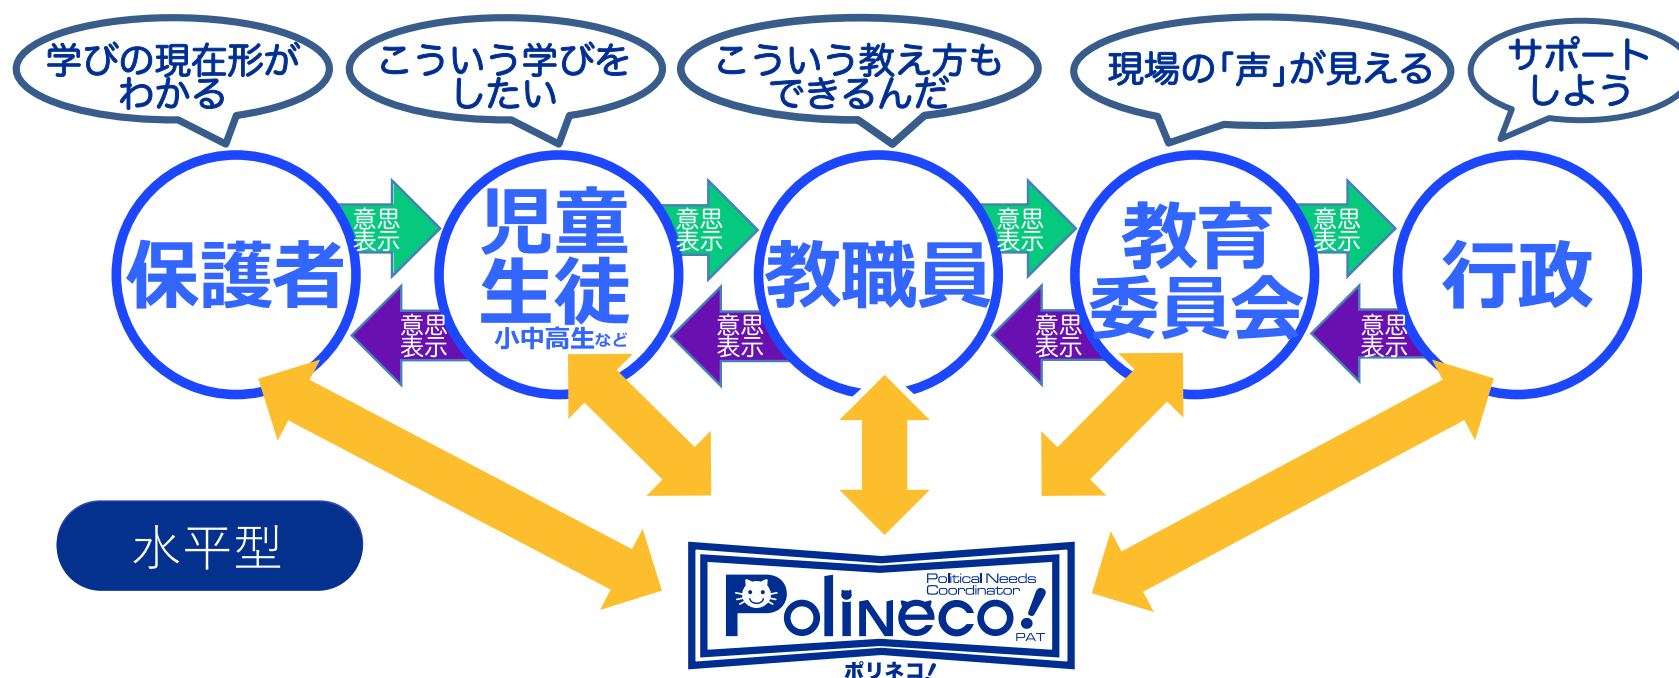 学びの現在形が
わかる
こういう学びを
したい
こういう教え方も
できるんだ
現場の「声」が見える
サポート
しよう
保護者
意思
表示
児童
生徒
小中高生など
意思
表示
教職員
意思
表示
教育
委員会
意思
表示
行政
意思
表示
意思
表示
意思
表示
意思
表示
水平型
Political Needs
Coordinator
Polineco!
PAT
ポリネコ!